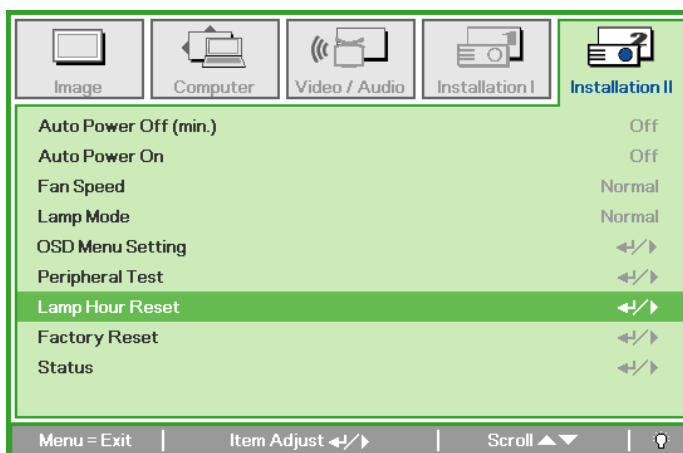 Image Computer Video / Audio Installation I Installation II
Auto Power Off (min.) Off
Auto Power On Off
Fan Speed Normal
Lamp Mode Normal
OSD Menu Setting ↵/▶
Peripheral Test ↵/▶
Lamp Hour Reset ↵/▶
Factory Reset ↵/▶
Status ↵/▶
Menu = Exit | Item Adjust ↵/▶ | Scroll ▲▼ |